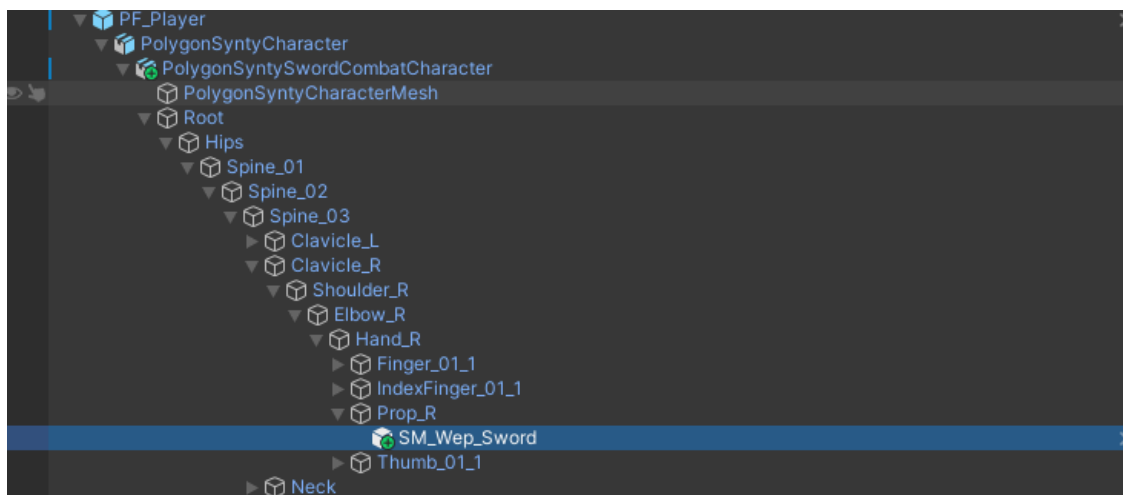 PF_Player
PolygonSyntyCharacter
PolygonSyntySwordCombatCharacter
PolygonSyntyCharacterMesh
Root
Hips
Spine_01
Spine_02
Spine_03
Clavicle_L
Clavicle_R
Shoulder_R
Elbow_R
Hand_R
Finger_01_1
IndexFinger_01_1
Prop_R
SM_Wep_Sword
Thumb_01_1
Neck